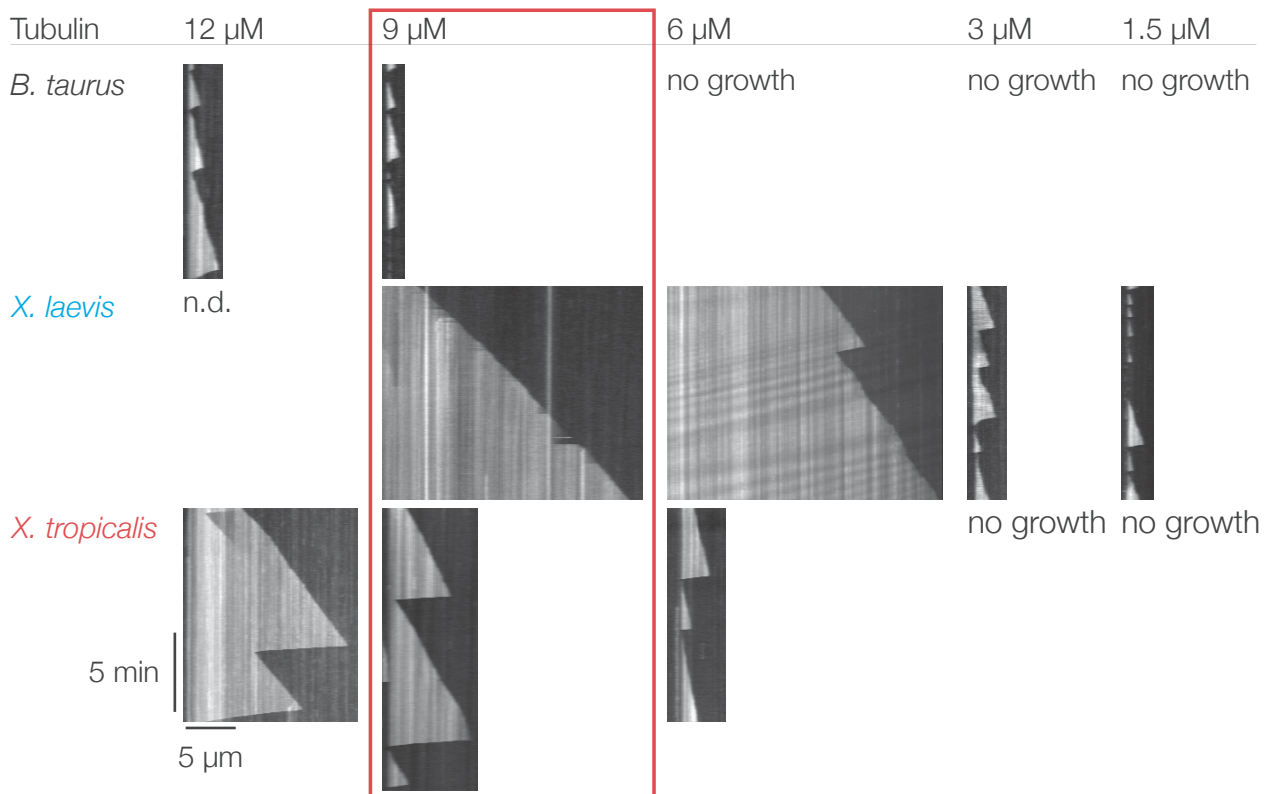 Tubulin 12 µM 9 µM 6 µM 3 µM 1.5 µM
B. taurus no growth no growth no growth
X. laevis n.d.
X. tropicalis no growth no growth
5 min
5 µm